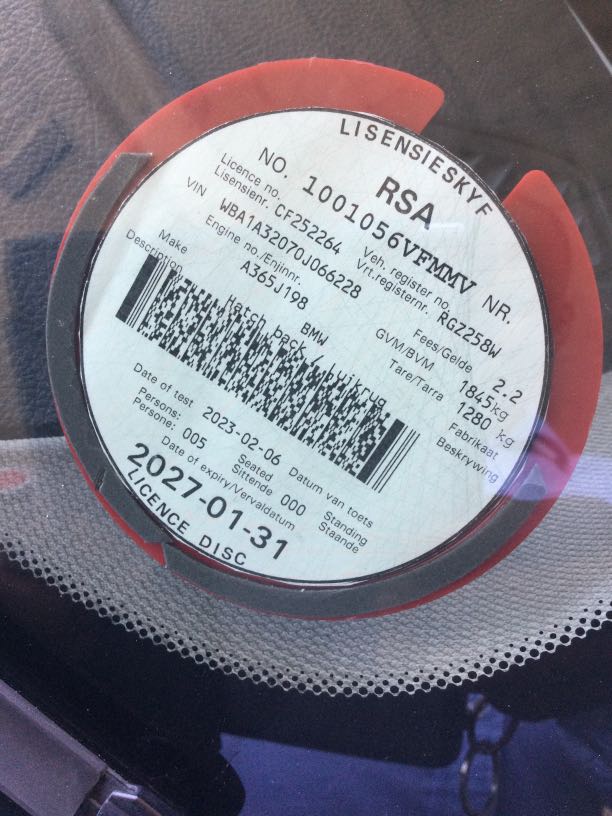 LISENSIESKYF
RSA
NO. 1001056VFMMV NR.
Licence no. Lisensienr. CF252264 Veh. register no. Vrt.registernr. RGZ258W
VIN WBA1A32070J066228 Fees/Gelde 2.2
Engine no./Enjinnr. A365J198 GVM/BVM 1845kg
Tare/Tarra 1280 kg
Make BMW Fabrikaat
Description Hatch back / Luikrug Beskrywing
Date of test 2023-02-06 Datum van toets
Persons: Persone: 005 Seated Sittende 000 Standing Staande
Date of expiry/Vervaldatum
2027-01-31
LICENCE DISC